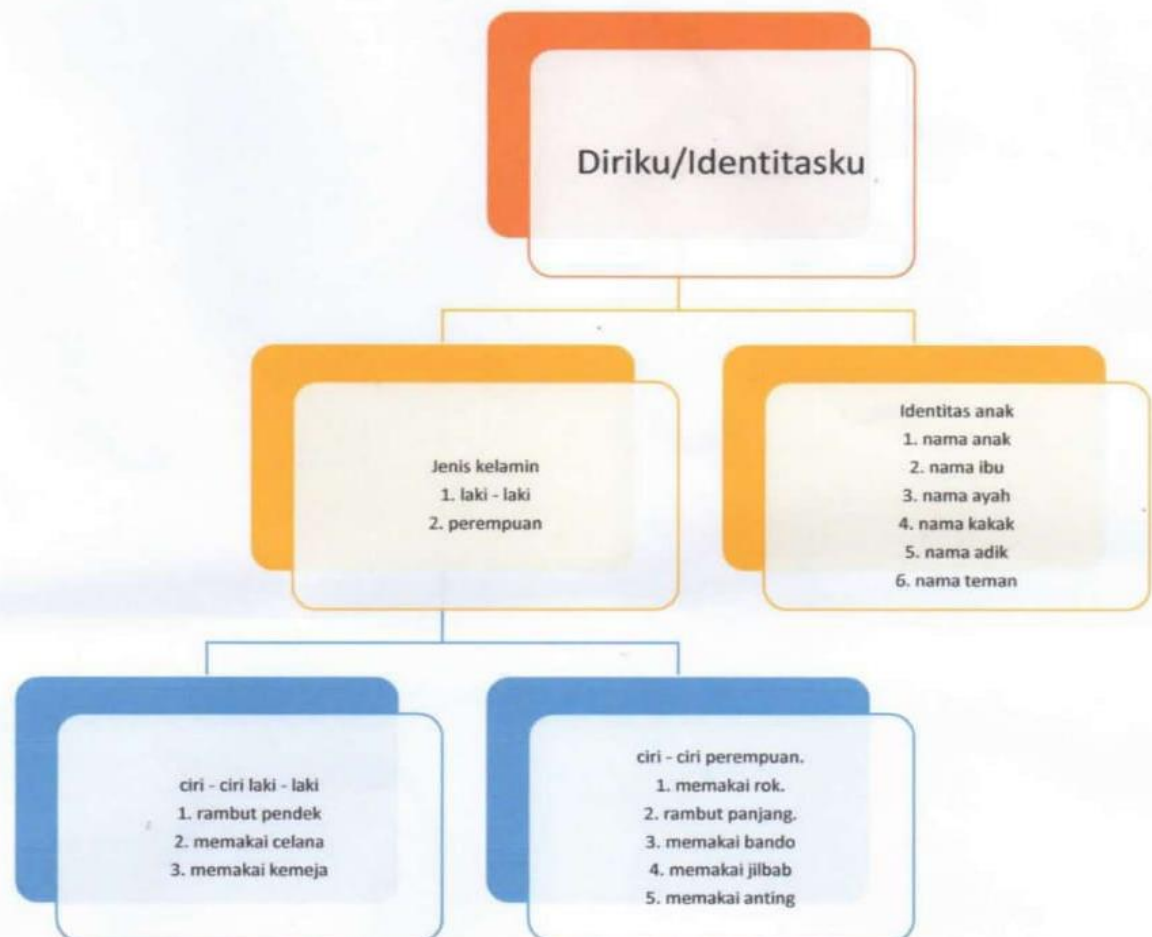 Diriku/Identitasku
Jenis kelamin
1. laki - laki
2. perempuan
Identitas anak
1. nama anak
2. nama ibu
3. nama ayah
4. nama kakak
5. nama adik
6. nama teman
ciri - ciri laki - laki
1. rambut pendek
2. memakai celana
3. memakai kemeja
ciri - ciri perempuan.
1. memakai rok.
2. rambut panjang.
3. memakai bando
4. memakai jilbab
5. memakai anting